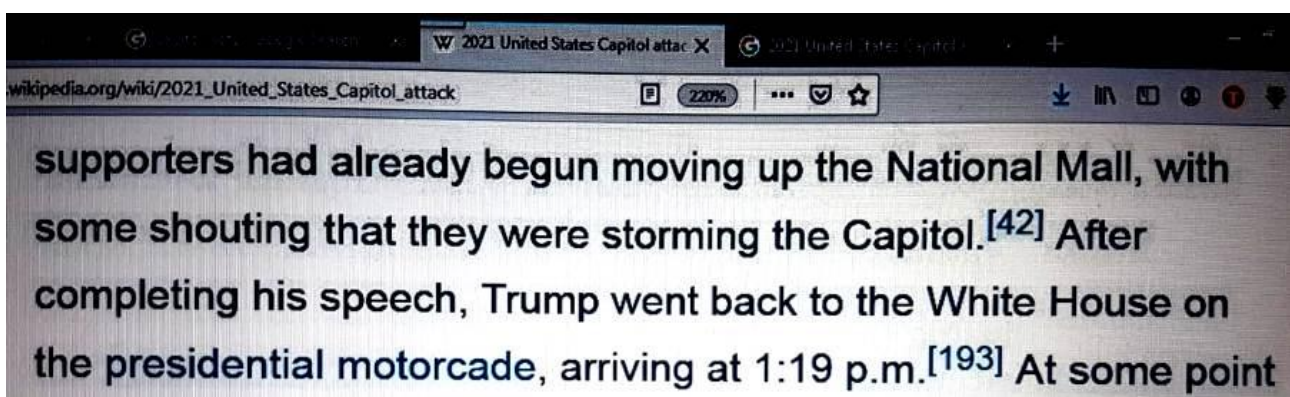 W 2021 United States Capitol attac X
.wikipedia.org/wiki/2021_United_States_Capitol_attack 220%
supporters had already begun moving up the National Mall, with
some shouting that they were storming the Capitol.[42] After
completing his speech, Trump went back to the White House on
the presidential motorcade, arriving at 1:19 p.m.[193] At some point